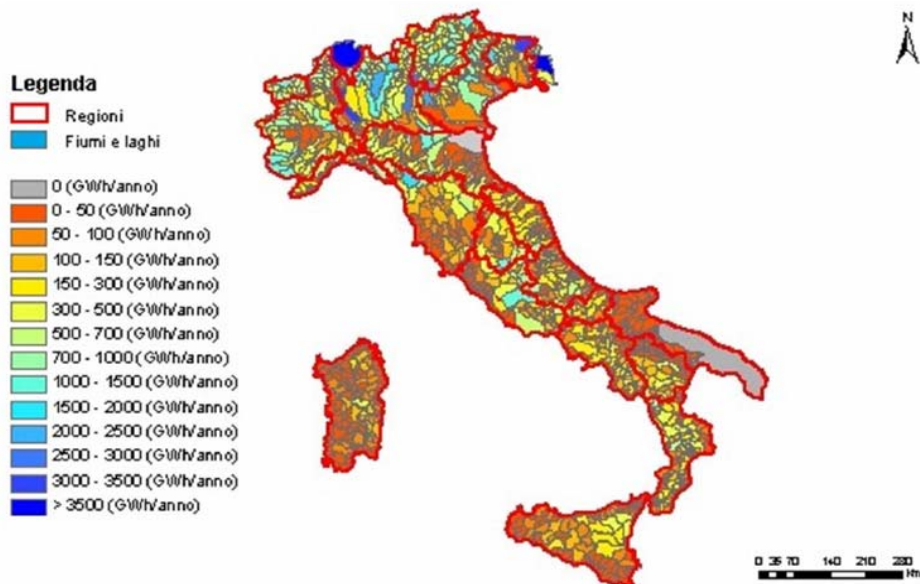 N
Legenda
Regioni
Fiumi e laghi
0 (GWh/anno)
0 - 50 (GWh/anno)
50 - 100 (GWh/anno)
100 - 150 (GWh/anno)
150 - 300 (GWh/anno)
300 - 500 (GWh/anno)
500 - 700 (GWh/anno)
700 - 1000 (GWh/anno)
1000 - 1500 (GWh/anno)
1500 - 2000 (GWh/anno)
2000 - 2500 (GWh/anno)
2500 - 3000 (GWh/anno)
3000 - 3500 (GWh/anno)
> 3500 (GWh/anno)
0 35 70 140 210 280
Km